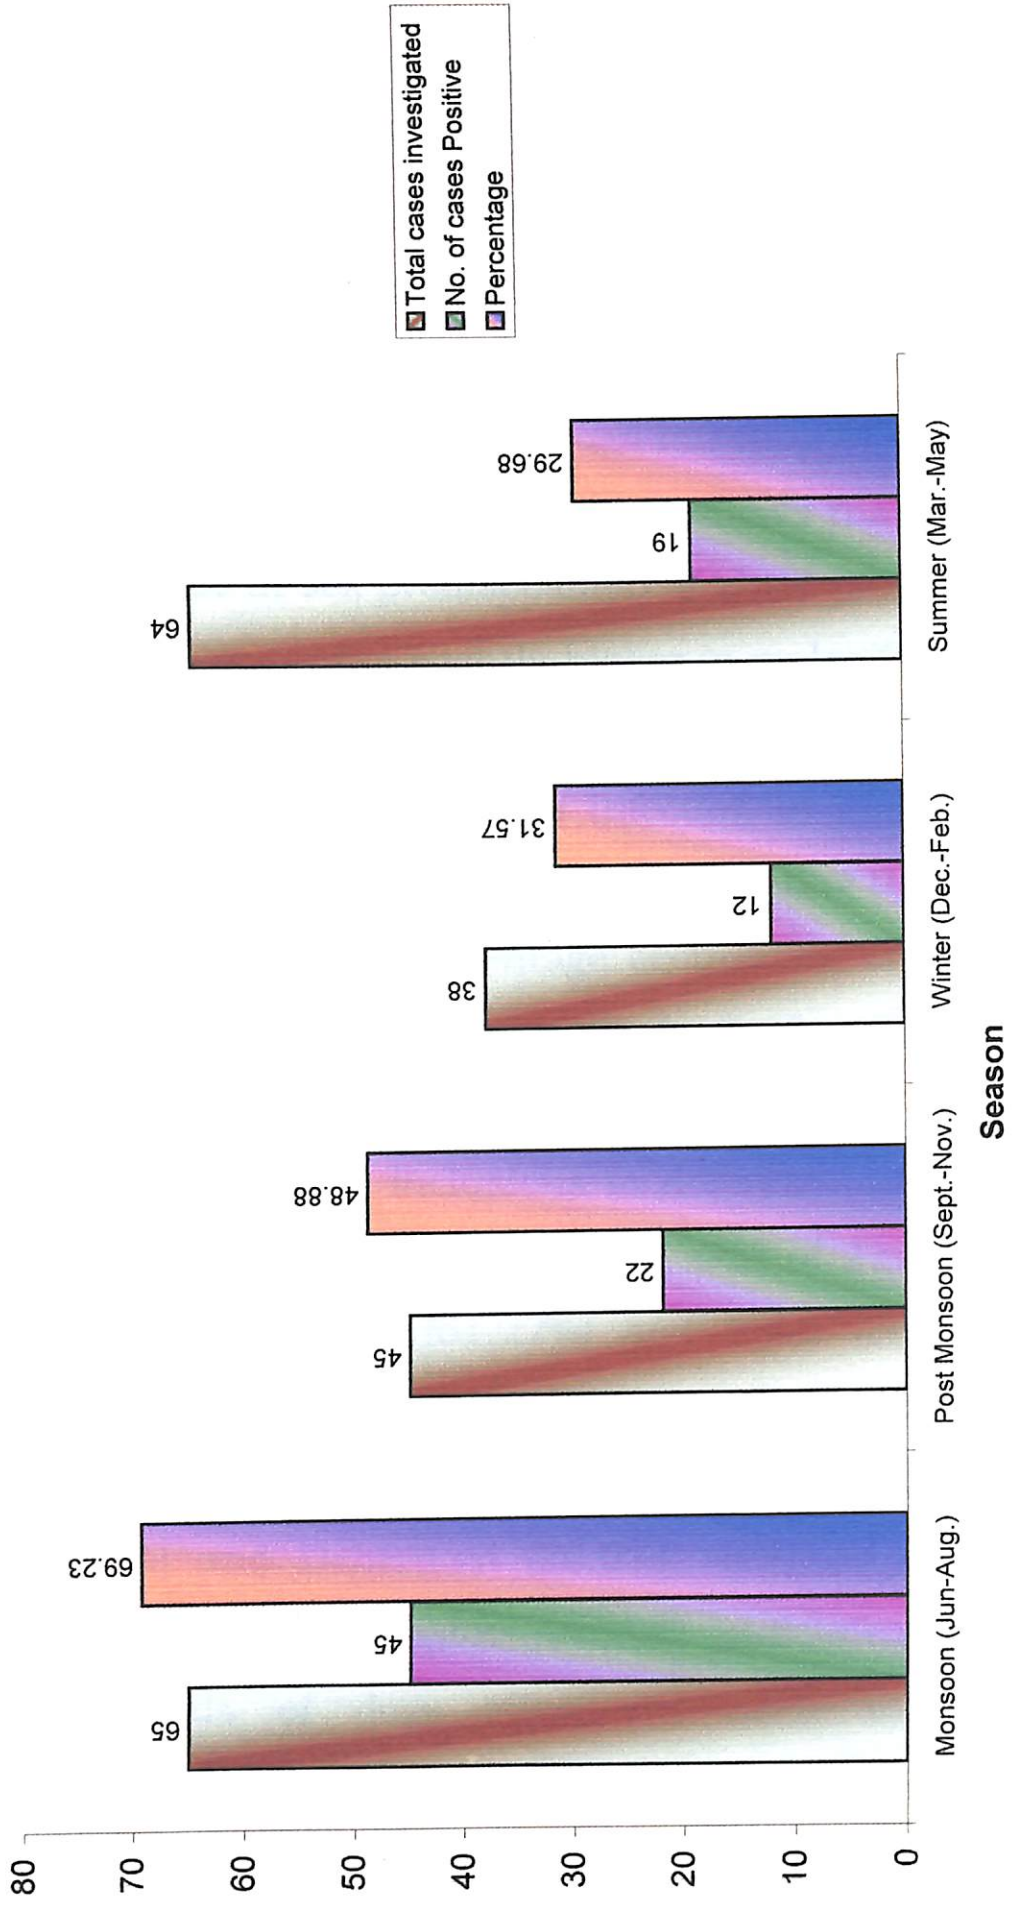 Total cases investigated
No. of cases Positive
Percentage
80
70
60
50
40
30
20
10
0
65
45
69.23
45
22
48.88
38
12
31.57
64
19
29.68
Monsoon (Jun-Aug.)
Post Monsoon (Sept.-Nov.)
Winter (Dec.-Feb.)
Summer (Mar.-May)
Season